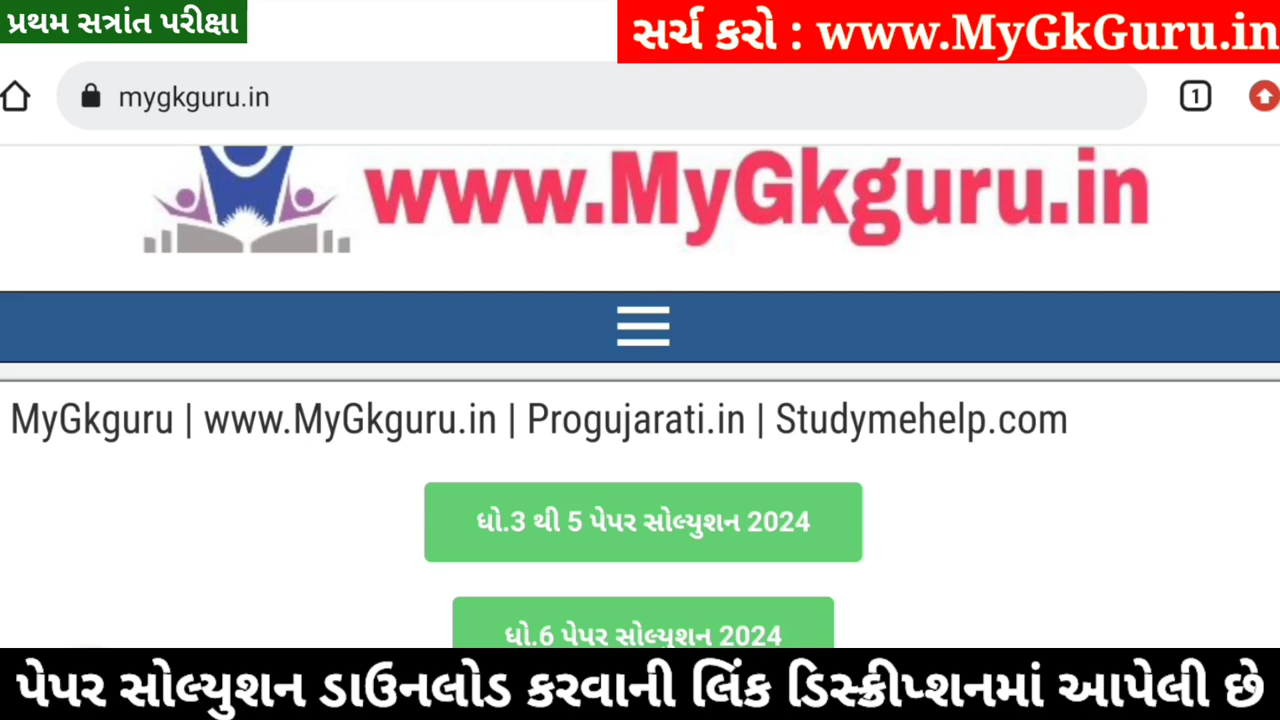 પ્રથમ સત્રાંત પરીક્ષા
સર્ચ કરો : www.MyGkGuru.in
mygkguru.in
1
www.MyGkguru.in
MyGkguru | www.MyGkguru.in | Progujarati.in | Studymehelp.com
ધો.3 થી 5 પેપર સોલ્યુશન 2024
ધો.6 પેપર સોલ્યુશન 2024
પેપર સોલ્યુશન ડાઉનલોડ કરવાની લિંક ડિસ્ક્રીપ્શનમાં આપેલી છે